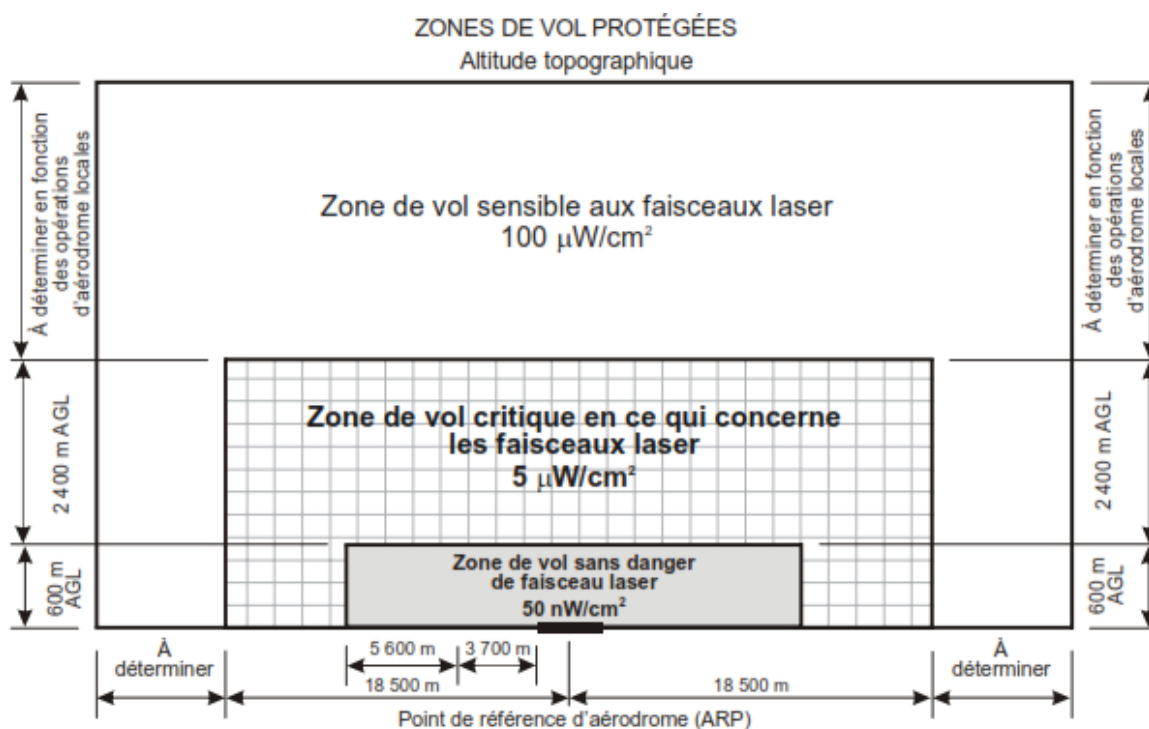 ZONES DE VOL PROTÉGÉES
Altitude topographique
À déterminer en fonction
des opérations
d'aérodrome locales
2 400 m AGL
600 m
AGL
Zone de vol sensible aux faisceaux laser
100 μW/cm²
Zone de vol critique en ce qui concerne
les faisceaux laser
5 μW/cm²
Zone de vol sans danger
de faisceau laser
50 nW/cm²
À déterminer en fonction
des opérations
d'aérodrome locales
2 400 m AGL
600 m
AGL
À
déterminer
5 600 m
3 700 m
18 500 m
18 500 m
À
déterminer
Point de référence d'aérodrome (ARP)